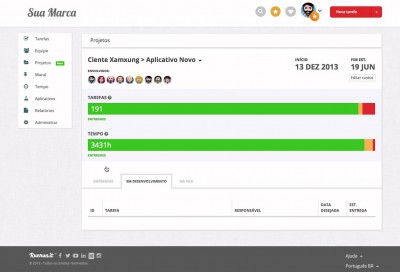 Sua Marca
Nova tarefa
Tarefas
Equipe
Projetos
Mural
Tempo
Aplicativos
Relatórios
Administrar
Projetos
Ciente Xamxung > Aplicativo Novo
ENVOLVIDOS
INÍCIO
13 DEZ 2013
FIM EST.
19 JUN
Editar custos
TAREFAS
191
ENTREGUES
TEMPO
3431h
ENTREGUES
ENTREGUES
EM DESENVOLVIMENTO
NA FILA
ID
TAREFA
RESPONSÁVEL
DATA DESEJADA
EST. ENTREGA
Runrun.it
Ajuda
Português BR